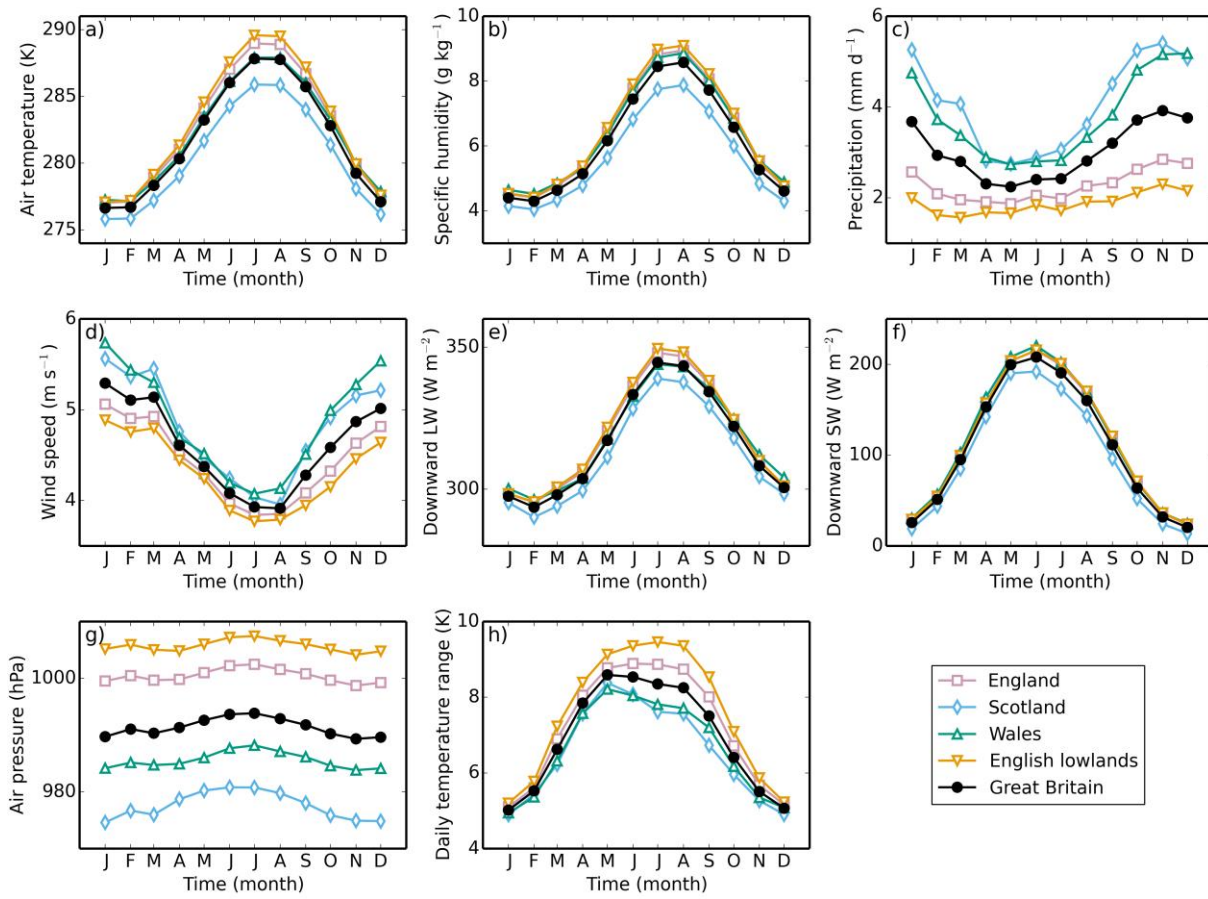 a)
Air temperature (K)
290
285
280
275
J F M A M J J A S O N D
Time (month)
b)
Specific humidity (g kg⁻¹)
10
8
6
4
J F M A M J J A S O N D
Time (month)
c)
Precipitation (mm d⁻¹)
6
4
2
J F M A M J J A S O N D
Time (month)
d)
Wind speed (m s⁻¹)
6
5
4
J F M A M J J A S O N D
Time (month)
e)
Downward LW (W m⁻²)
350
300
J F M A M J J A S O N D
Time (month)
f)
Downward SW (W m⁻²)
200
100
0
J F M A M J J A S O N D
Time (month)
g)
Air pressure (hPa)
1000
980
J F M A M J J A S O N D
Time (month)
h)
Daily temperature range (K)
10
8
6
4
J F M A M J J A S O N D
Time (month)
England
Scotland
Wales
English lowlands
Great Britain